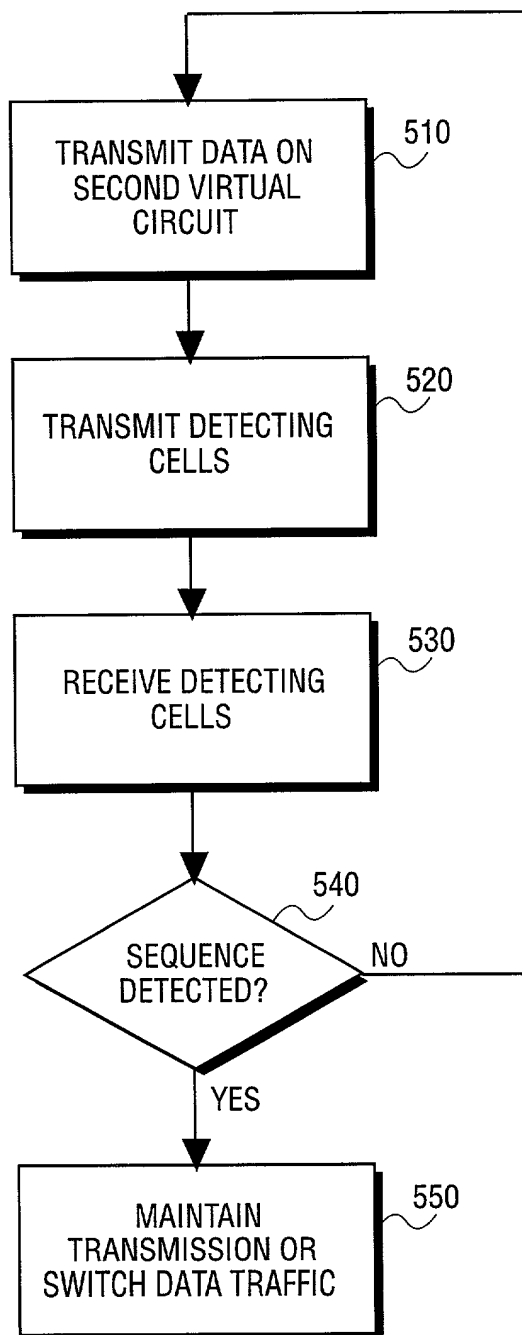 TRANSMIT DATA ON
SECOND VIRTUAL
CIRCUIT
510
TRANSMIT DETECTING
CELLS
520
RECEIVE DETECTING
CELLS
530
SEQUENCE
DETECTED?
540
NO
YES
MAINTAIN
TRANSMISSION OR
SWITCH DATA TRAFFIC
550